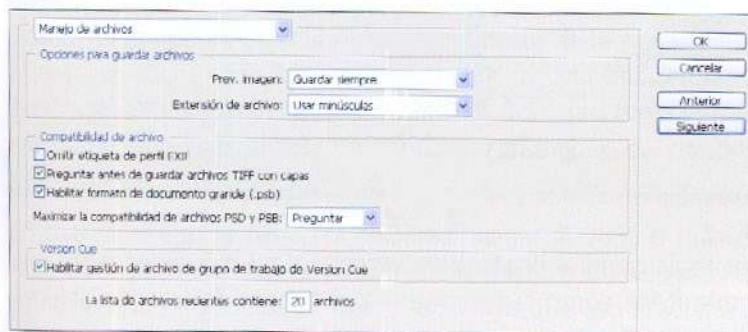 Manejo de archivos
Opciones para guardar archivos
Prev. imagen: Guardar siempre
Extensión de archivo: Usar minúsculas
Compatibilidad de archivo
Omitir etiqueta de perfil EXIF
Preguntar antes de guardar archivos TIFF con capas
Habilitar formato de documento grande (.psb)
Maximizar la compatibilidad de archivos PSD y PSB: Preguntar
Version Cue
Habilitar gestión de archivo de grupo de trabajo de Version Cue
La lista de archivos recientes contiene: 20 archivos
OK
Cancelar
Anterior
Siguiente